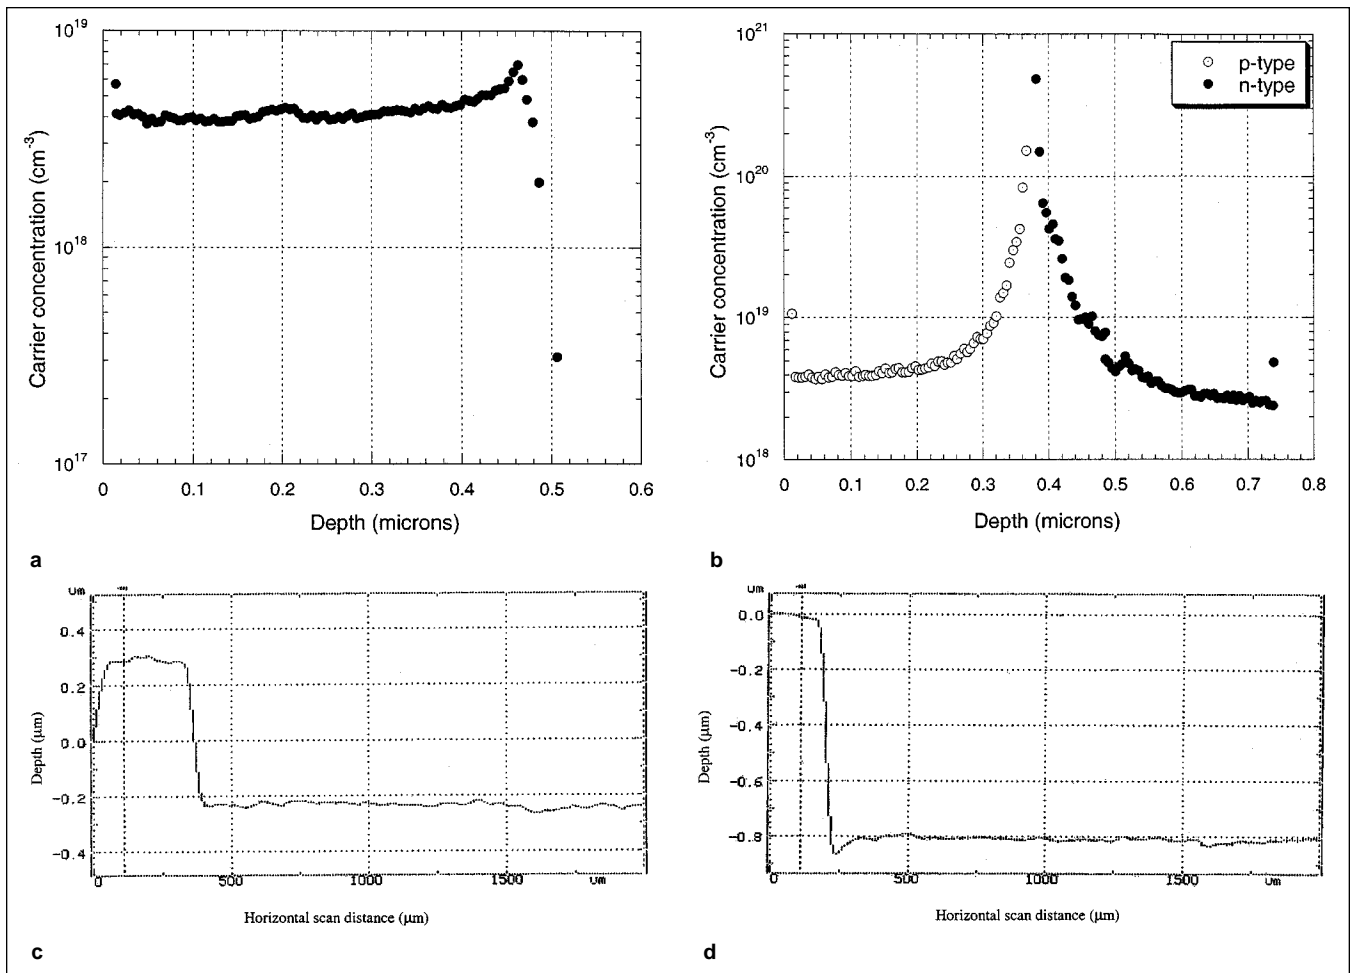 10^19
10^18
10^17
Carrier concentration (cm^-3)
0 0.1 0.2 0.3 0.4 0.5 0.6
Depth (microns)
a
10^21
10^20
10^19
10^18
Carrier concentration (cm^-3)
p-type
n-type
0 0.1 0.2 0.3 0.4 0.5 0.6 0.7 0.8
Depth (microns)
b
um
0.4
0.2
0.0
-0.2
-0.4
Depth (µm)
0 500 1000 1500 um
Horizontal scan distance (µm)
c
um
0.0
-0.2
-0.4
-0.6
-0.8
Depth (µm)
0 500 1000 1500 um
Horizontal scan distance (µm)
d